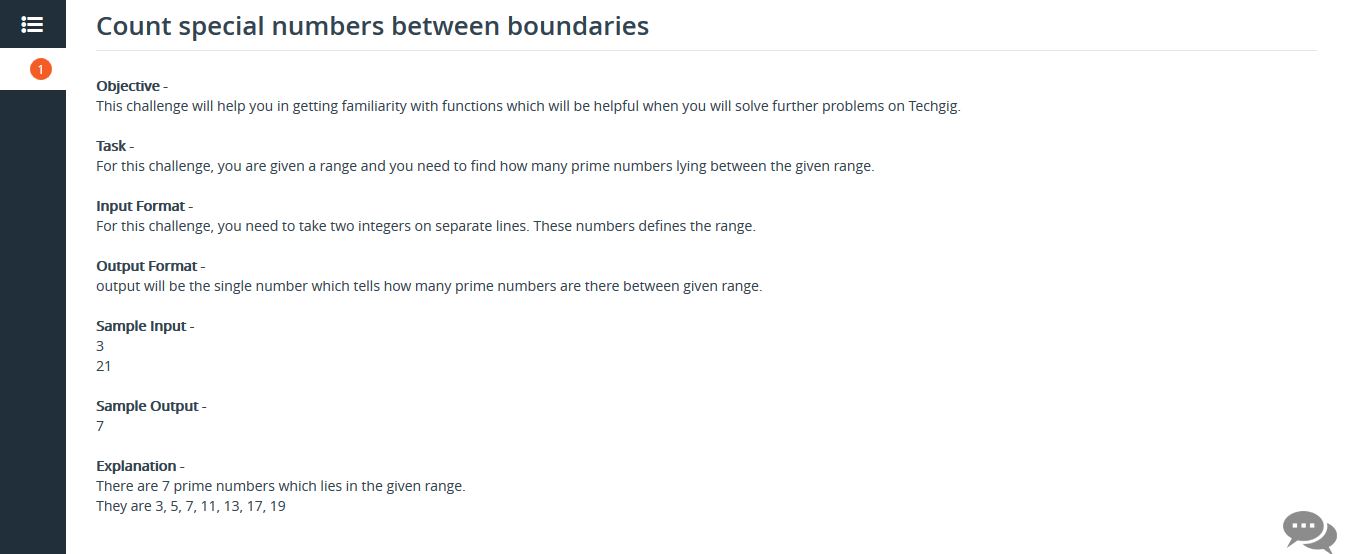 Count special numbers between boundaries
1
Objective -
This challenge will help you in getting familiarity with functions which will be helpful when you will solve further problems on Techgig.
Task -
For this challenge, you are given a range and you need to find how many prime numbers lying between the given range.
Input Format -
For this challenge, you need to take two integers on separate lines. These numbers defines the range.
Output Format -
output will be the single number which tells how many prime numbers are there between given range.
Sample Input -
3
21
Sample Output -
7
Explanation -
There are 7 prime numbers which lies in the given range.
They are 3, 5, 7, 11, 13, 17, 19